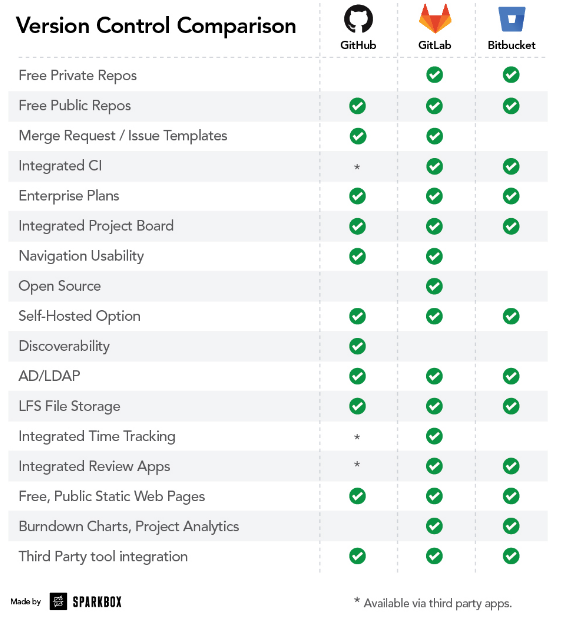 Version Control Comparison
GitHub GitLab Bitbucket
Free Private Repos
Free Public Repos
Merge Request / Issue Templates
Integrated CI *
Enterprise Plans
Integrated Project Board
Navigation Usability
Open Source
Self-Hosted Option
Discoverability
AD/LDAP
LFS File Storage
Integrated Time Tracking *
Integrated Review Apps *
Free, Public Static Web Pages
Burndown Charts, Project Analytics
Third Party tool integration
Made by SPARKBOX
* Available via third party apps.